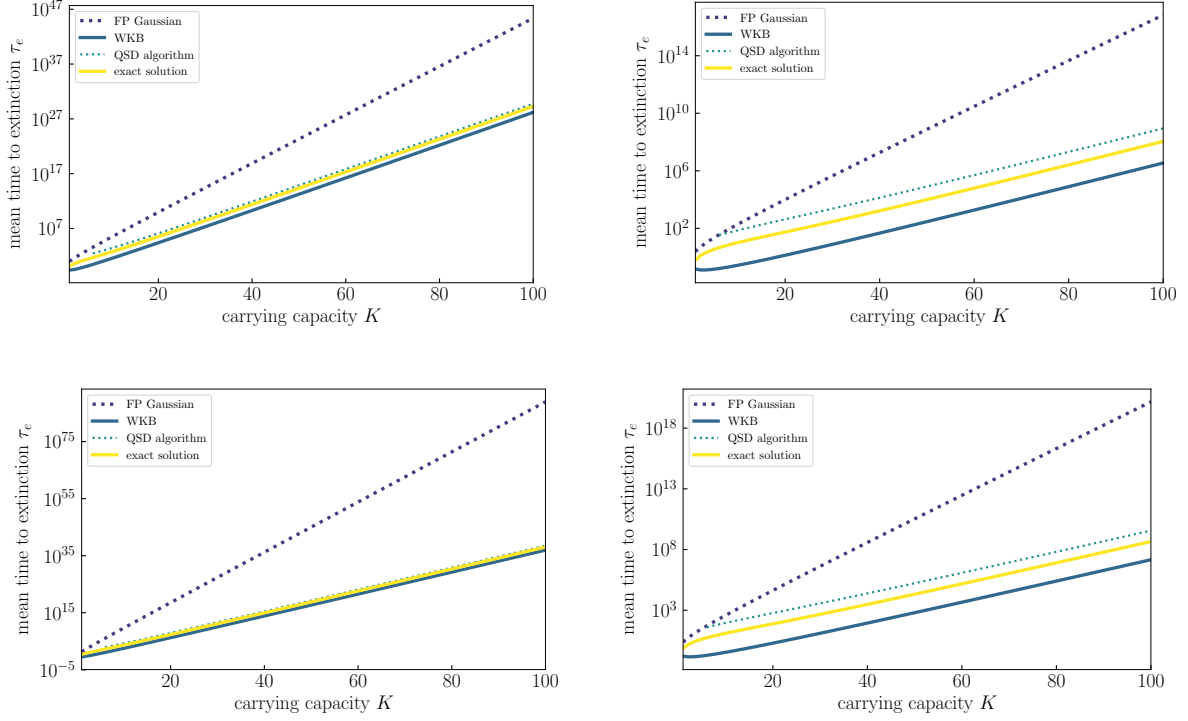 10^47
10^37
10^27
10^17
10^7
mean time to extinction τ_e
FP Gaussian
WKB
QSD algorithm
exact solution
20 40 60 80 100
carrying capacity K
10^14
10^10
10^6
10^2
mean time to extinction τ_e
FP Gaussian
WKB
QSD algorithm
exact solution
20 40 60 80 100
carrying capacity K
10^75
10^55
10^35
10^15
10^−5
mean time to extinction τ_e
FP Gaussian
WKB
QSD algorithm
exact solution
20 40 60 80 100
carrying capacity K
10^18
10^13
10^8
10^3
mean time to extinction τ_e
FP Gaussian
WKB
QSD algorithm
exact solution
20 40 60 80 100
carrying capacity K